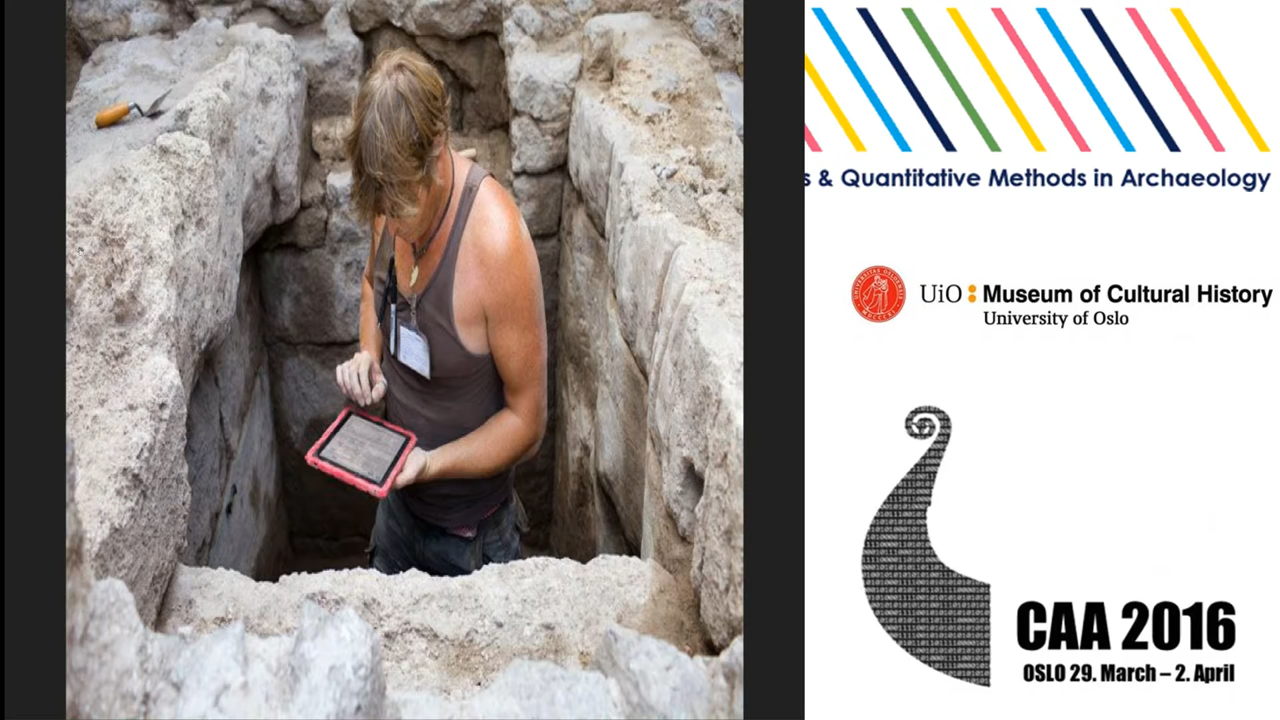 & Quantitative Methods in Archaeology
UiO : Museum of Cultural History
University of Oslo
CAA 2016
OSLO 29. March – 2. April